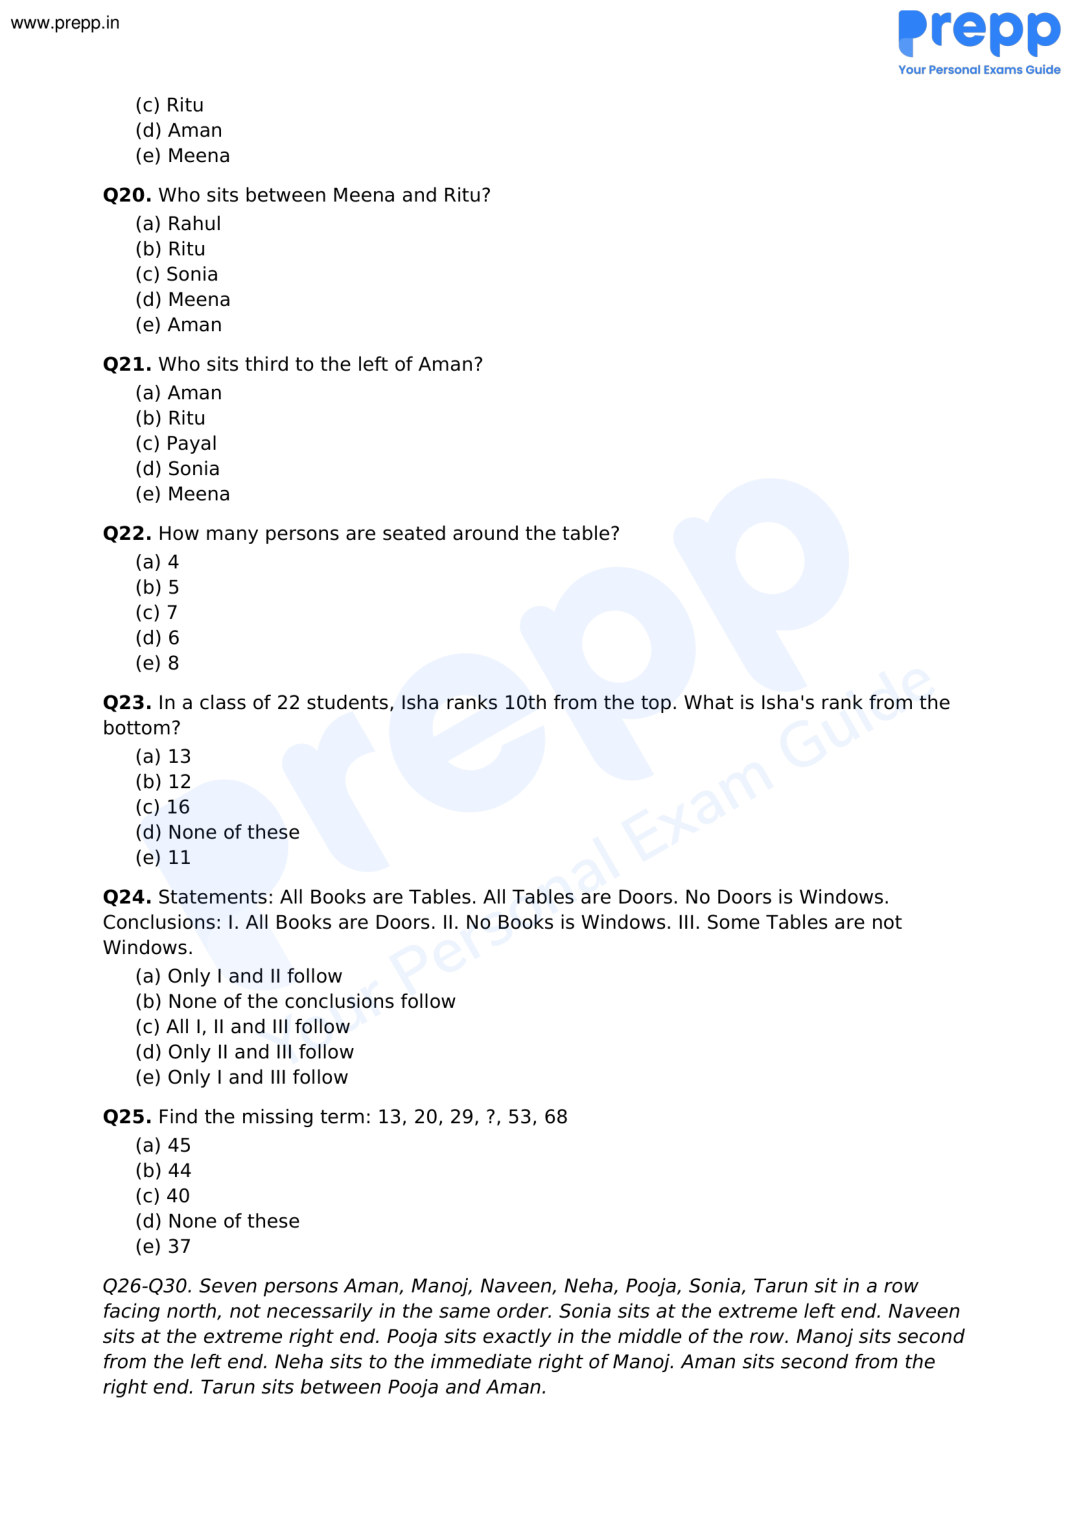 www.prepp.in
Prepp
Your Personal Exams Guide
(c) Ritu
(d) Aman
(e) Meena
Q20. Who sits between Meena and Ritu?
(a) Rahul
(b) Ritu
(c) Sonia
(d) Meena
(e) Aman
Q21. Who sits third to the left of Aman?
(a) Aman
(b) Ritu
(c) Payal
(d) Sonia
(e) Meena
Q22. How many persons are seated around the table?
(a) 4
(b) 5
(c) 7
(d) 6
(e) 8
Q23. In a class of 22 students, Isha ranks 10th from the top. What is Isha's rank from the
bottom?
(a) 13
(b) 12
(c) 16
(d) None of these
(e) 11
Q24. Statements: All Books are Tables. All Tables are Doors. No Doors is Windows.
Conclusions: I. All Books are Doors. II. No Books is Windows. III. Some Tables are not
Windows.
(a) Only I and II follow
(b) None of the conclusions follow
(c) All I, II and III follow
(d) Only II and III follow
(e) Only I and III follow
Q25. Find the missing term: 13, 20, 29, ?, 53, 68
(a) 45
(b) 44
(c) 40
(d) None of these
(e) 37
Q26-Q30. Seven persons Aman, Manoj, Naveen, Neha, Pooja, Sonia, Tarun sit in a row
facing north, not necessarily in the same order. Sonia sits at the extreme left end. Naveen
sits at the extreme right end. Pooja sits exactly in the middle of the row. Manoj sits second
from the left end. Neha sits to the immediate right of Manoj. Aman sits second from the
right end. Tarun sits between Pooja and Aman.
prepp
Your Personal Exam Guide